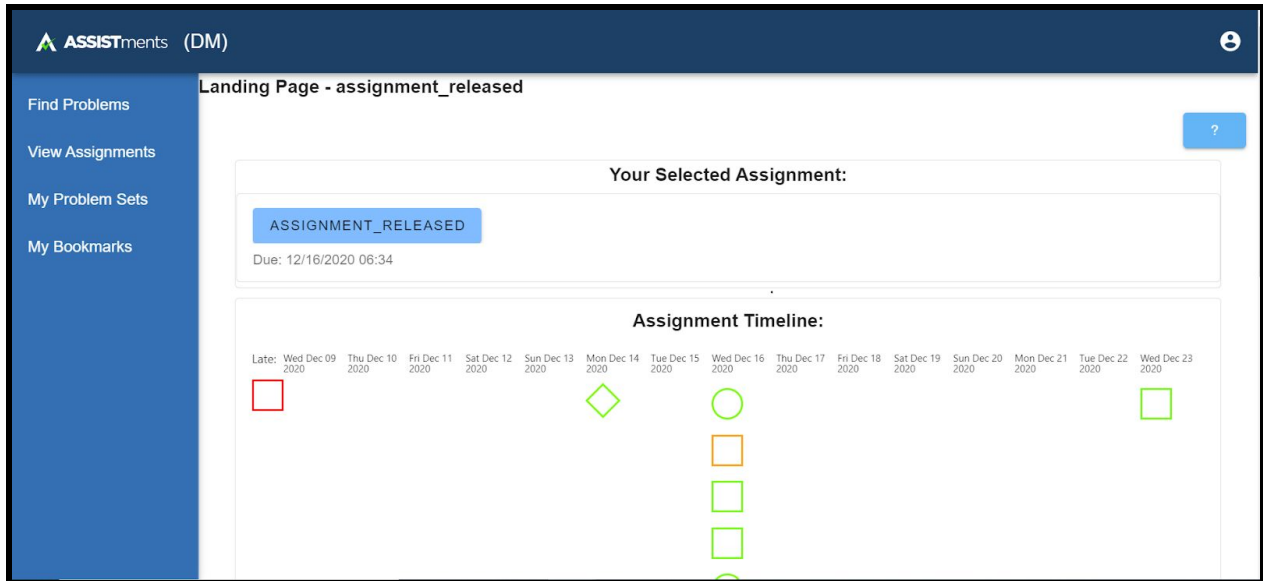 ASSISTments (DM)
Landing Page - assignment_released
Find Problems
?
View Assignments
Your Selected Assignment:
My Problem Sets
ASSIGNMENT_RELEASED
My Bookmarks
Due: 12/16/2020 06:34
Assignment Timeline:
Late: Wed Dec 09 2020 Thu Dec 10 2020 Fri Dec 11 2020 Sat Dec 12 2020 Sun Dec 13 2020 Mon Dec 14 2020 Tue Dec 15 2020 Wed Dec 16 2020 Thu Dec 17 2020 Fri Dec 18 2020 Sat Dec 19 2020 Sun Dec 20 2020 Mon Dec 21 2020 Tue Dec 22 2020 Wed Dec 23 2020